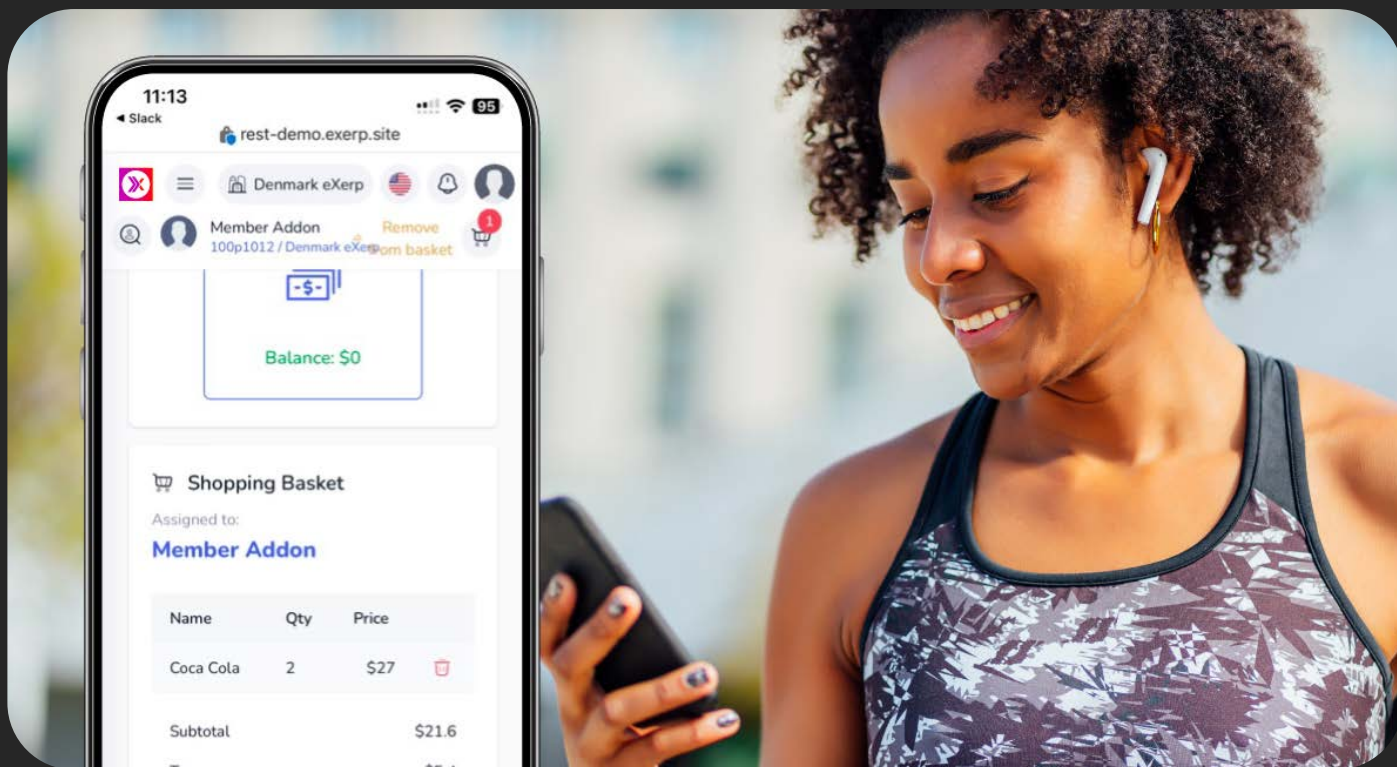 11:13
95
◂ Slack
rest-demo.exerp.site
Denmark eXerp
Member Addon
Remove
1
100p1012 / Denmark eXerp
from basket
-$-
Balance: $0
Shopping Basket
Assigned to:
Member Addon
Name Qty Price
Coca Cola 2 $27
Subtotal $21.6